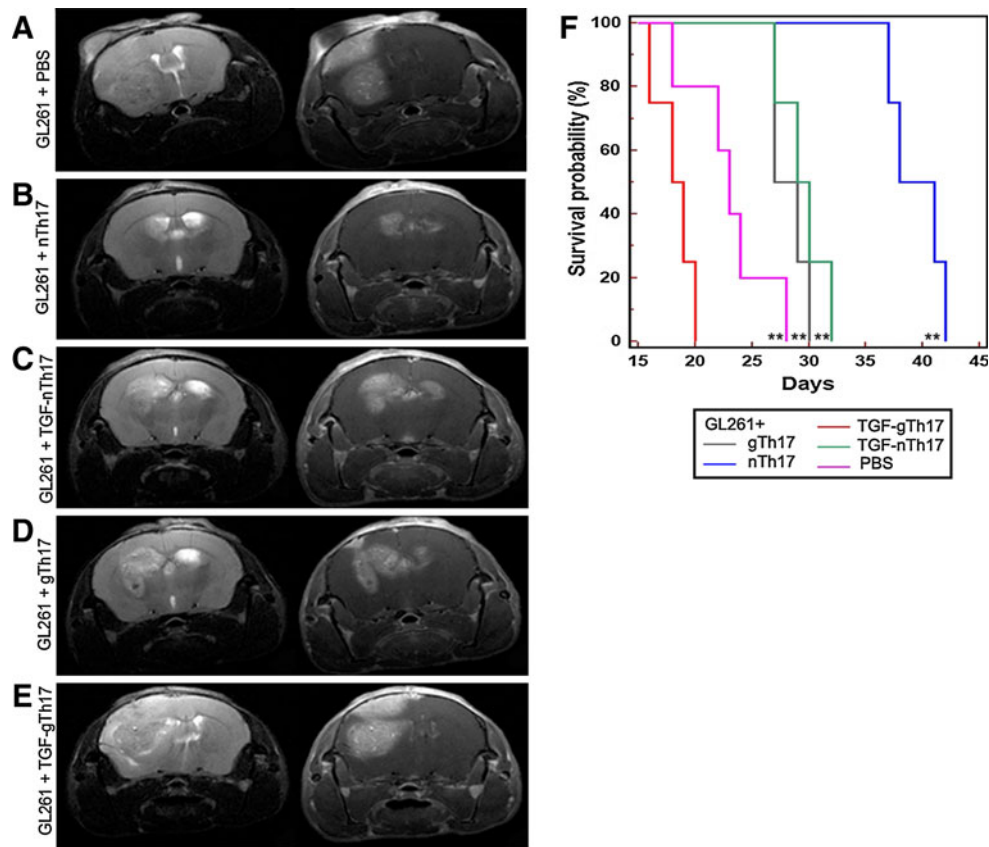 A
GL261 + PBS
B
GL261 + nTh17
C
GL261 + TGF-nTh17
D
GL261 + gTh17
E
GL261 + TGF-gTh17
F
Survival probability (%)
100
80
60
40
20
0
** ** ** **
15 20 25 30 35 40 45
Days
GL261+
gTh17
nTh17
TGF-gTh17
TGF-nTh17
PBS